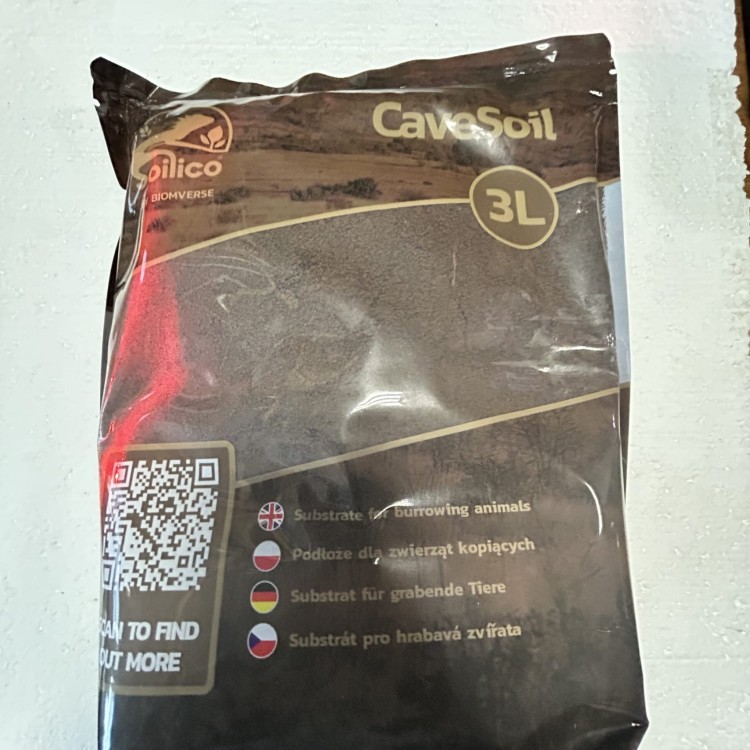 CaveSoil
oilico
BIOMVERSE
3L
Substrate for burrowing animals
Podłoże dla zwierząt kopiących
Substrat für grabende Tiere
Substrát pro hrabavá zvířata
CAN TO FIND
OUT MORE